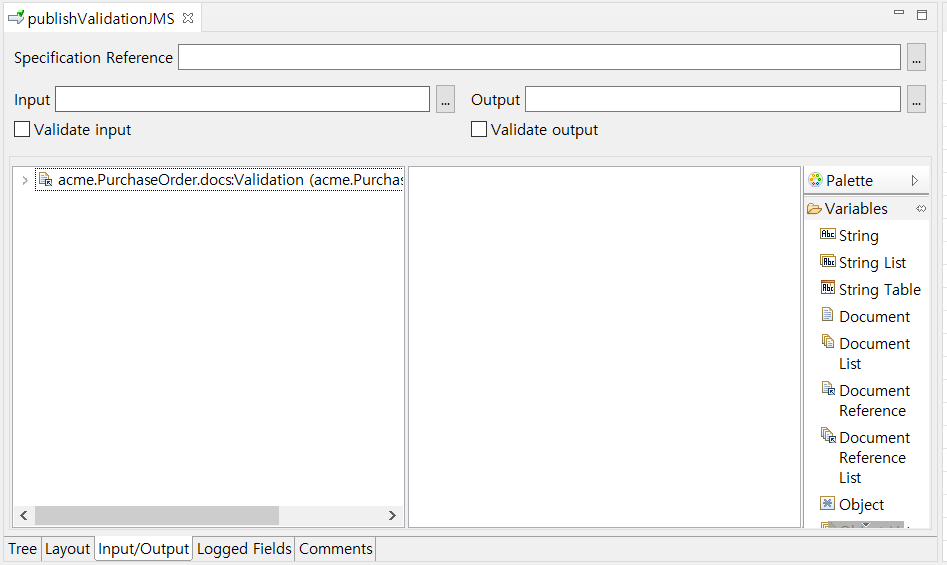 publishValidationJMS
Specification Reference
...
Input
...
Output
...
Validate input
Validate output
acme.PurchaseOrder.docs:Validation (acme.Purchas
Palette
Variables
String
String List
String Table
Document
Document
List
Document
Reference
Document
Reference
List
Object
Tree
Layout
Input/Output
Logged Fields
Comments